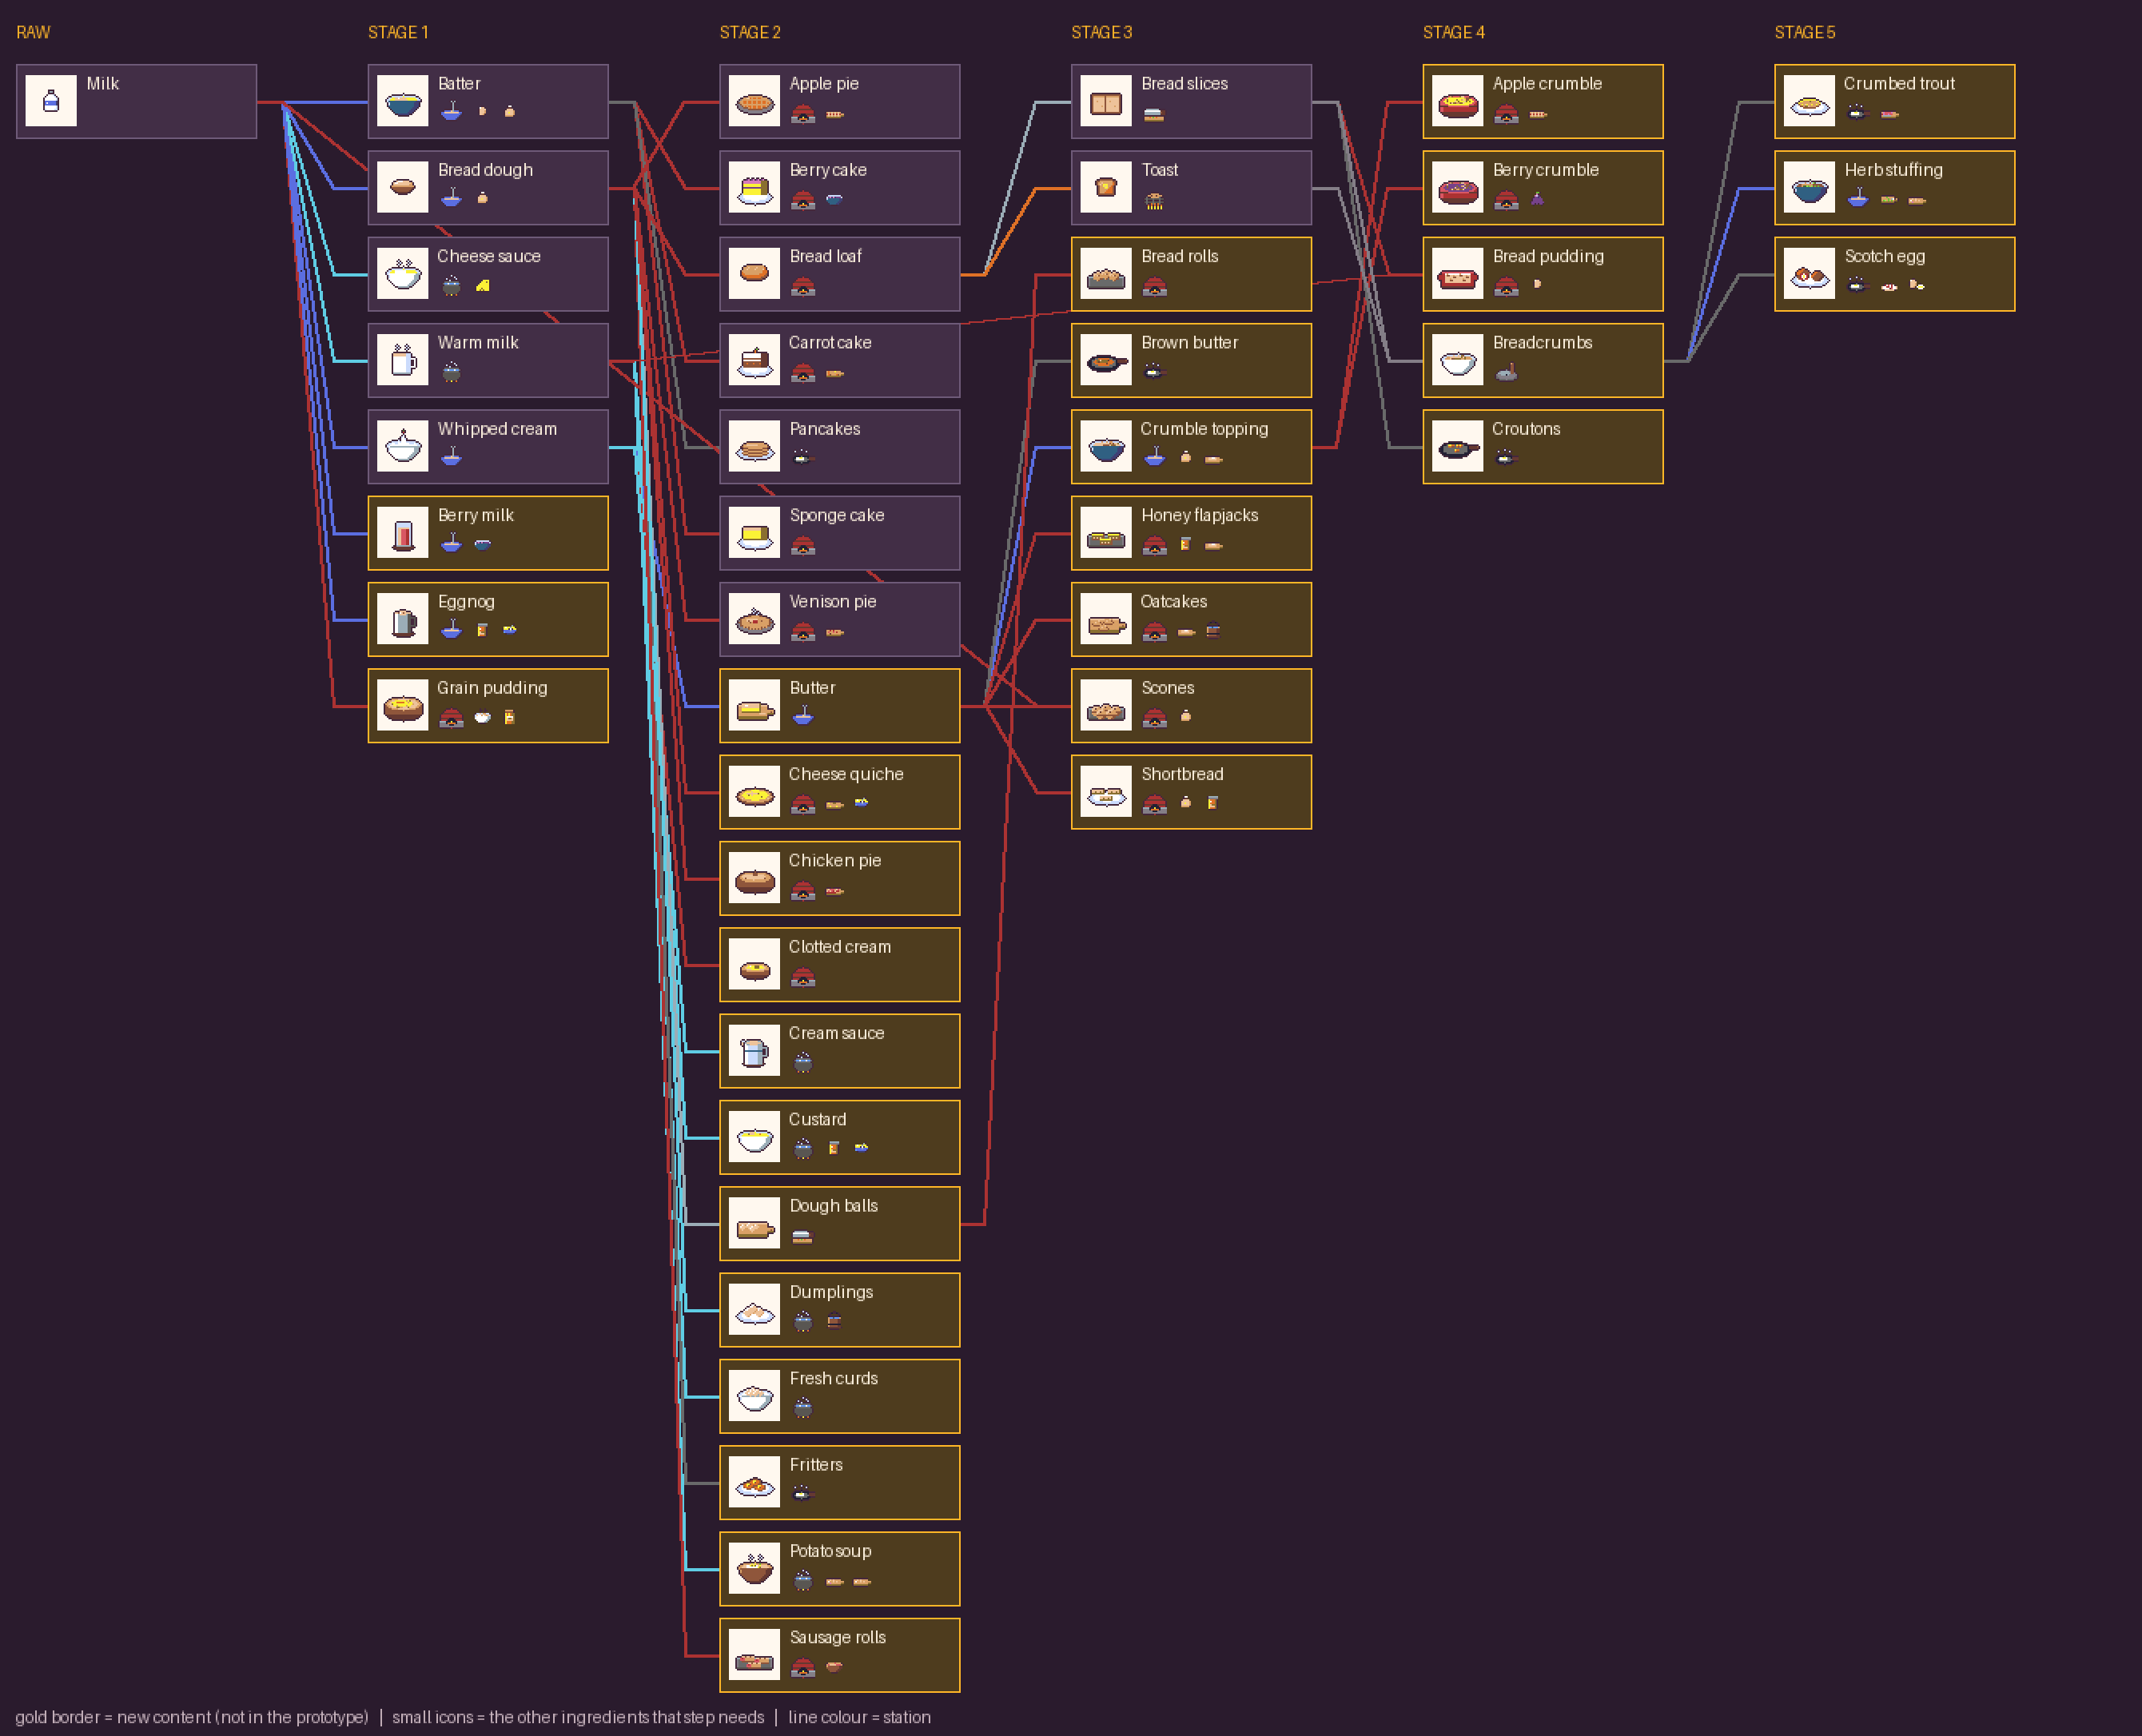 RAW
STAGE 1
STAGE 2
STAGE 3
STAGE 4
STAGE 5
Milk
Batter
Bread dough
Cheese sauce
Warm milk
Whipped cream
Berry milk
Eggnog
Grain pudding
Apple pie
Berry cake
Bread loaf
Carrot cake
Pancakes
Sponge cake
Venison pie
Butter
Cheese quiche
Chicken pie
Clotted cream
Cream sauce
Custard
Dough balls
Dumplings
Fresh curds
Fritters
Potato soup
Sausage rolls
Bread slices
Toast
Bread rolls
Brown butter
Crumble topping
Honey flapjacks
Oatcakes
Scones
Shortbread
Apple crumble
Berry crumble
Bread pudding
Breadcrumbs
Croutons
Crumbed trout
Herb stuffing
Scotch egg
gold border = new content (not in the prototype) | small icons = the other ingredients that step needs | line colour = station